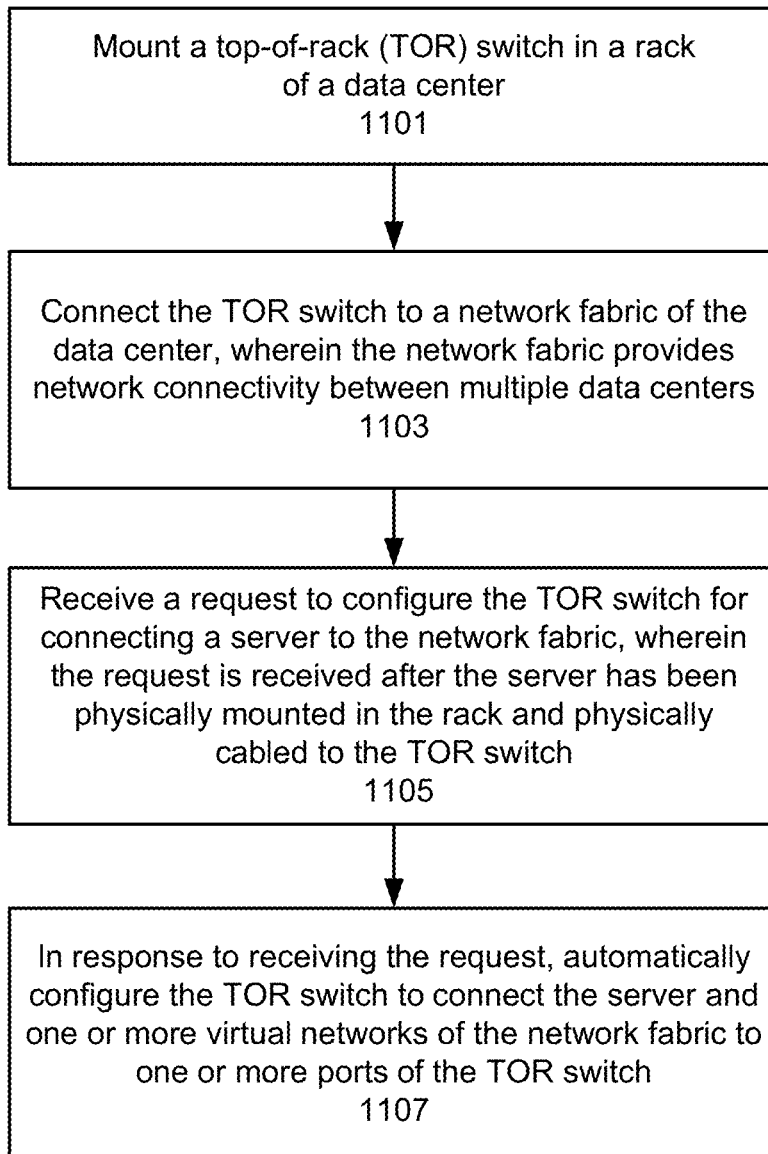 Mount a top-of-rack (TOR) switch in a rack
of a data center
1101
Connect the TOR switch to a network fabric of the
data center, wherein the network fabric provides
network connectivity between multiple data centers
1103
Receive a request to configure the TOR switch for
connecting a server to the network fabric, wherein
the request is received after the server has been
physically mounted in the rack and physically
cabled to the TOR switch
1105
In response to receiving the request, automatically
configure the TOR switch to connect the server and
one or more virtual networks of the network fabric to
one or more ports of the TOR switch
1107